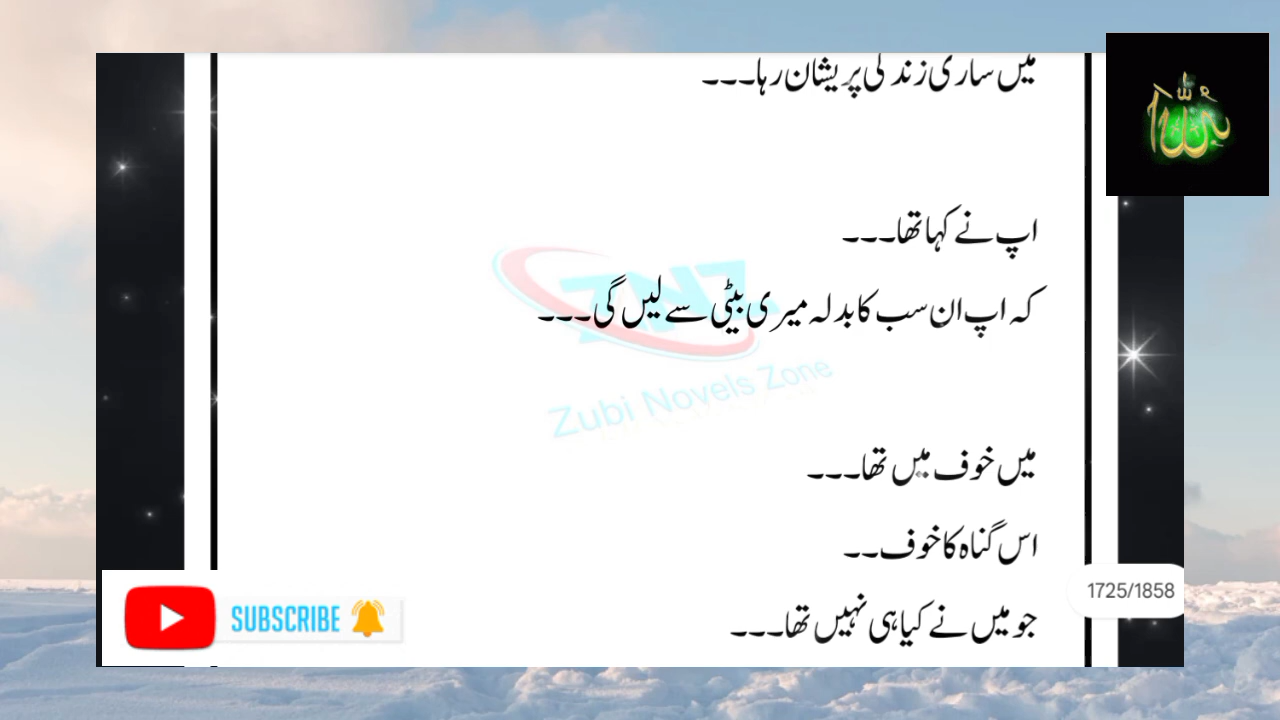 میں ساری زندگی پریشان رہا۔۔۔
اپ نے کہا تھا۔۔۔
کہ اپ ان سب کا بدلہ میری بیٹی سے لیں گی۔۔۔
ZNZ
Zubi Novels Zone
میں خوف میں تھا۔۔۔
اس گناہ کا خوف۔۔
جو میں نے کیا ہی نہیں تھا۔۔۔
1725/1858
SUBSCRIBE